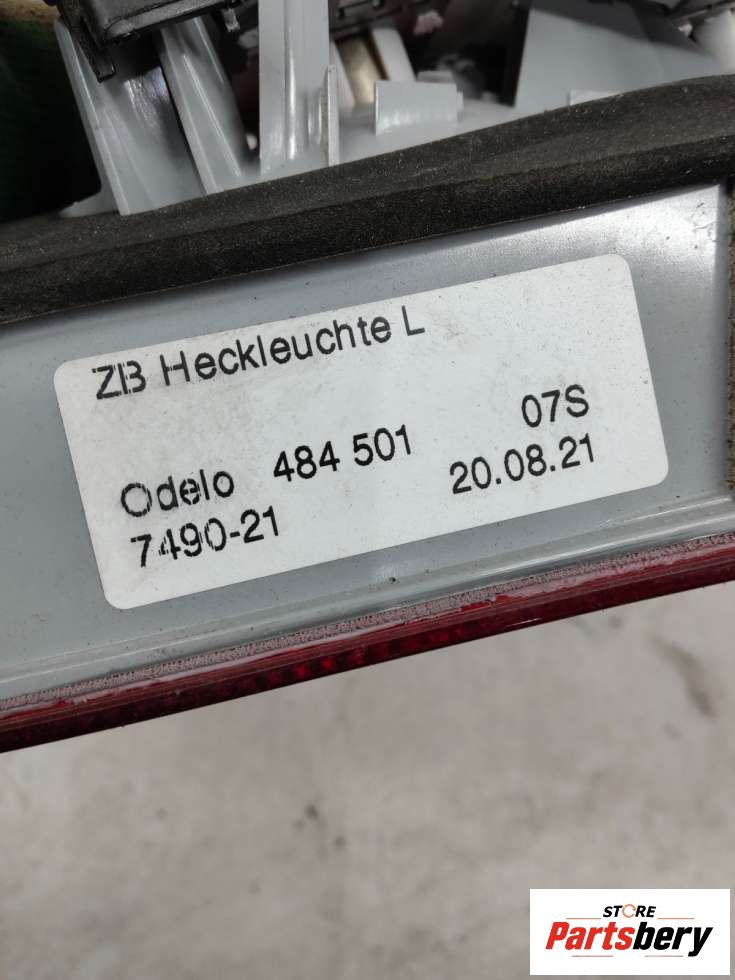 ZB Heckleuchte L
07S
Odelo 484 501
20.08.21
7490-21
STORE
Partsbery